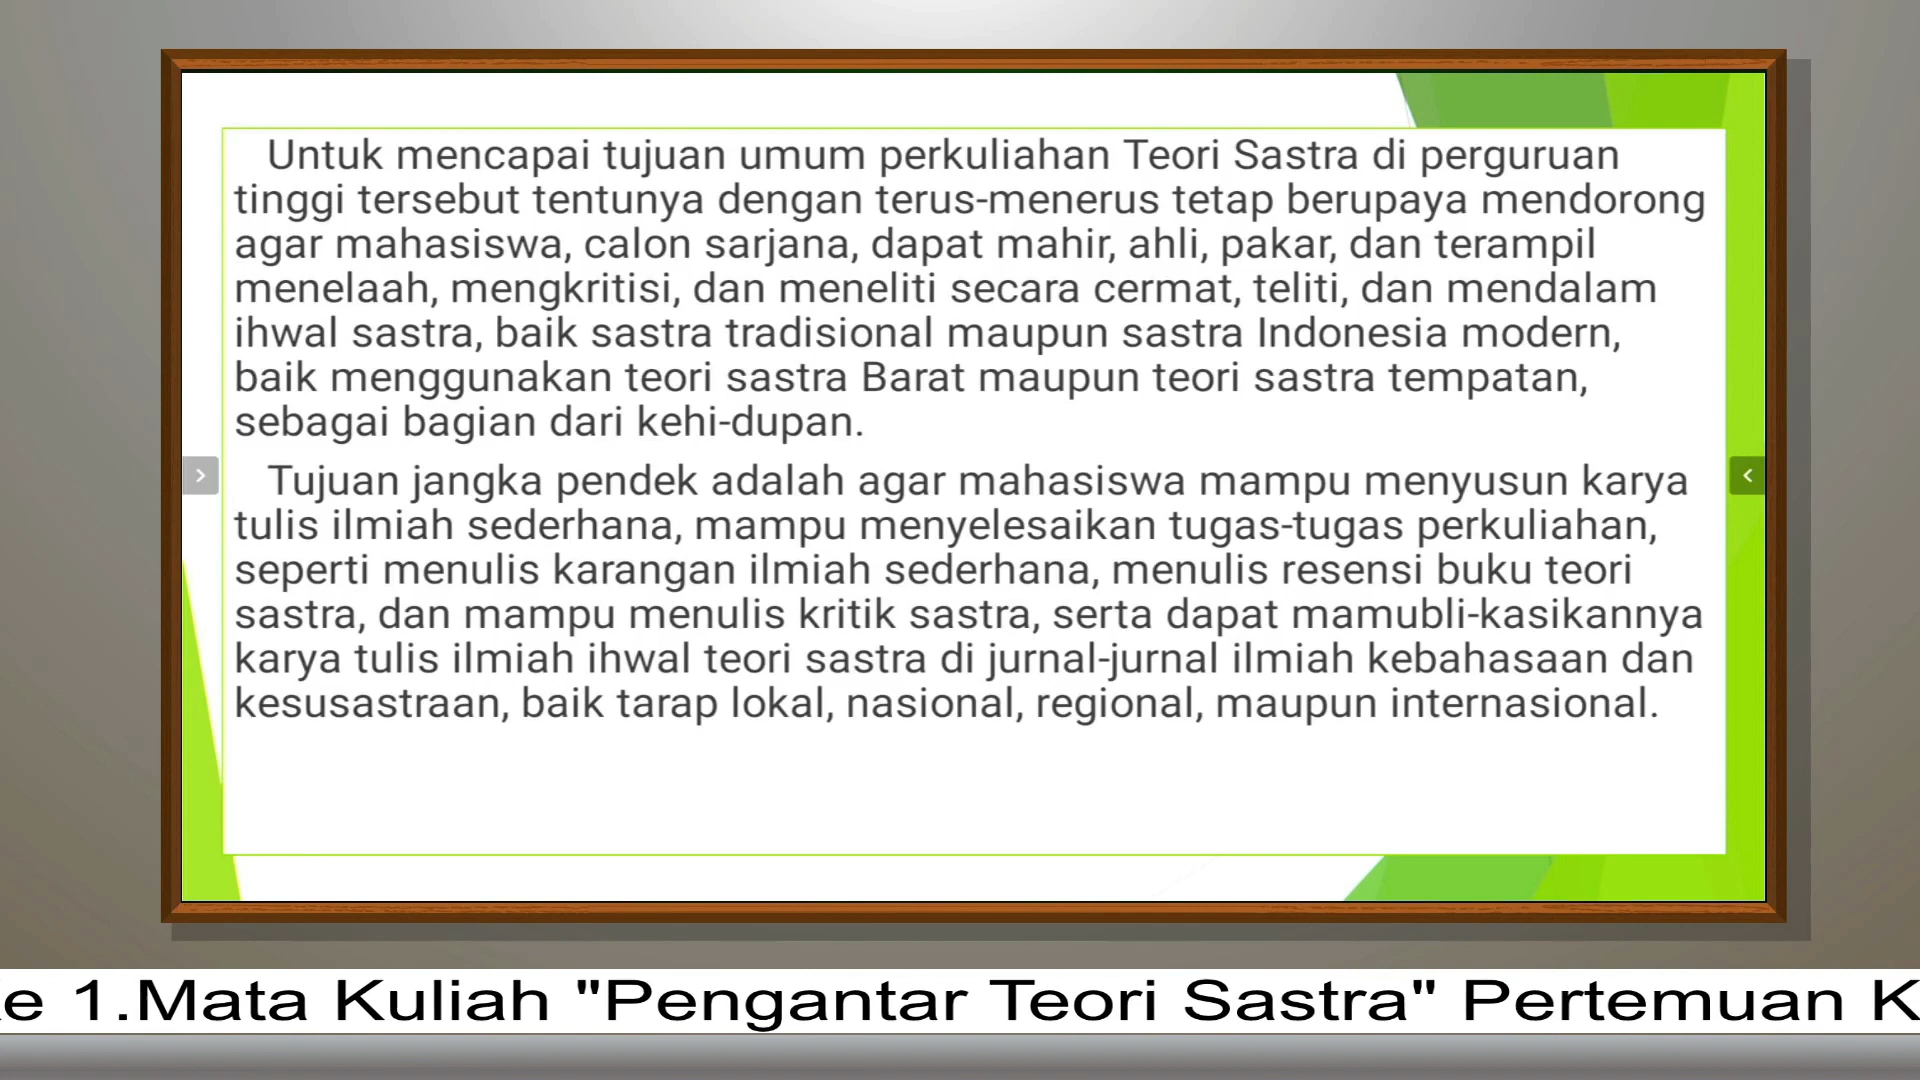 Untuk mencapai tujuan umum perkuliahan Teori Sastra di perguruan
tinggi tersebut tentunya dengan terus-menerus tetap berupaya mendorong
agar mahasiswa, calon sarjana, dapat mahir, ahli, pakar, dan terampil
menelaah, mengkritisi, dan meneliti secara cermat, teliti, dan mendalam
ihwal sastra, baik sastra tradisional maupun sastra Indonesia modern,
baik menggunakan teori sastra Barat maupun teori sastra tempatan,
sebagai bagian dari kehi-dupan.
Tujuan jangka pendek adalah agar mahasiswa mampu menyusun karya
tulis ilmiah sederhana, mampu menyelesaikan tugas-tugas perkuliahan,
seperti menulis karangan ilmiah sederhana, menulis resensi buku teori
sastra, dan mampu menulis kritik sastra, serta dapat mamubli-kasikannya
karya tulis ilmiah ihwal teori sastra di jurnal-jurnal ilmiah kebahasaan dan
kesusastraan, baik tarap lokal, nasional, regional, maupun internasional.
e 1.Mata Kuliah "Pengantar Teori Sastra" Pertemuan K